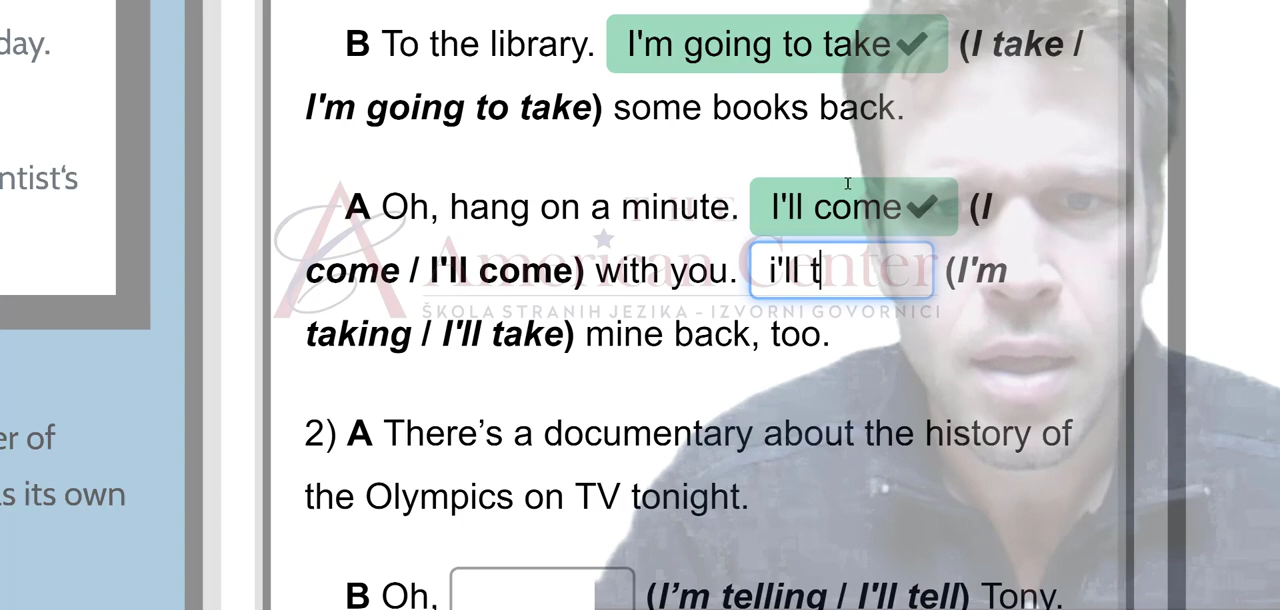 day.
ntist‘s
er of
s its own
B To the library. I'm going to take (I take /
I'm going to take) some books back.
A Oh, hang on a minute. I'll come (I
come / I'll come) with you. i'll t (I'm
taking / I'll take) mine back, too.
2) A There’s a documentary about the history of
the Olympics on TV tonight.
B Oh, (I’m telling / I'll tell) Tony.
THE
American Center
ŠKOLA STRANIH JEZIKA - IZVORNI GOVORNICI